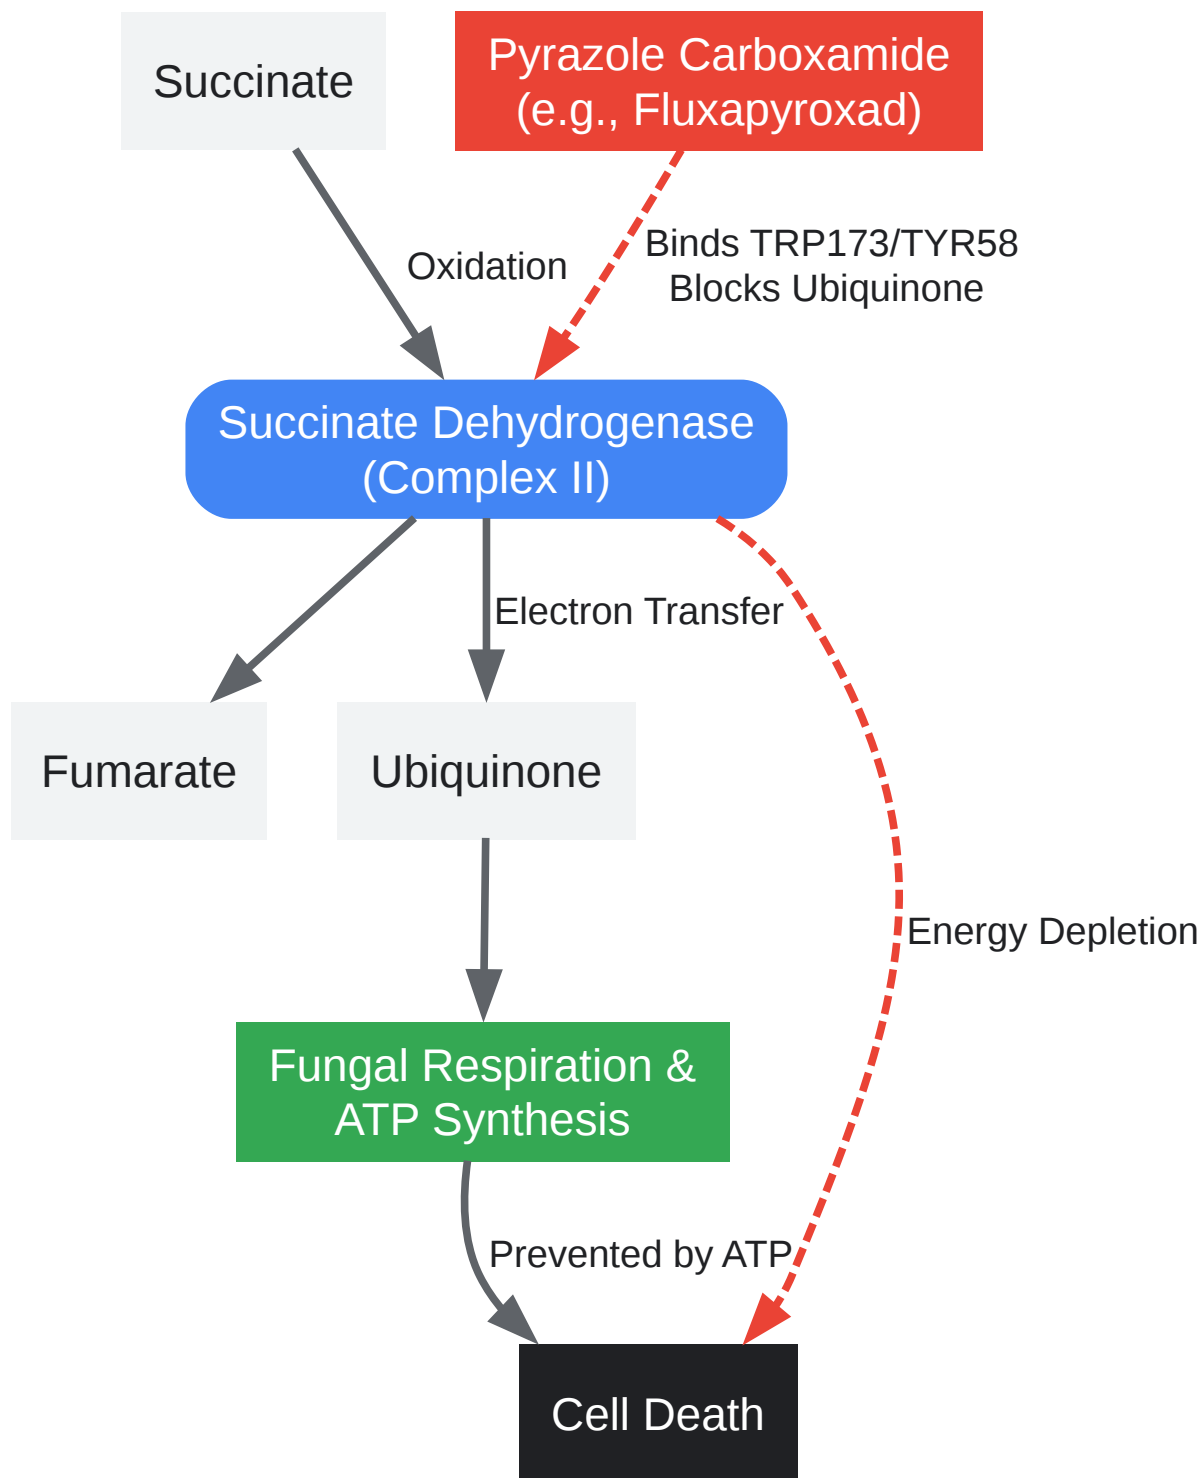 Succinate
Pyrazole Carboxamide
(e.g., Fluxapyroxad)
Oxidation
Binds TRP173/TYR58
Blocks Ubiquinone
Succinate Dehydrogenase
(Complex II)
Electron Transfer
Fumarate
Ubiquinone
Energy Depletion
Fungal Respiration &
ATP Synthesis
Prevented by ATP
Cell Death